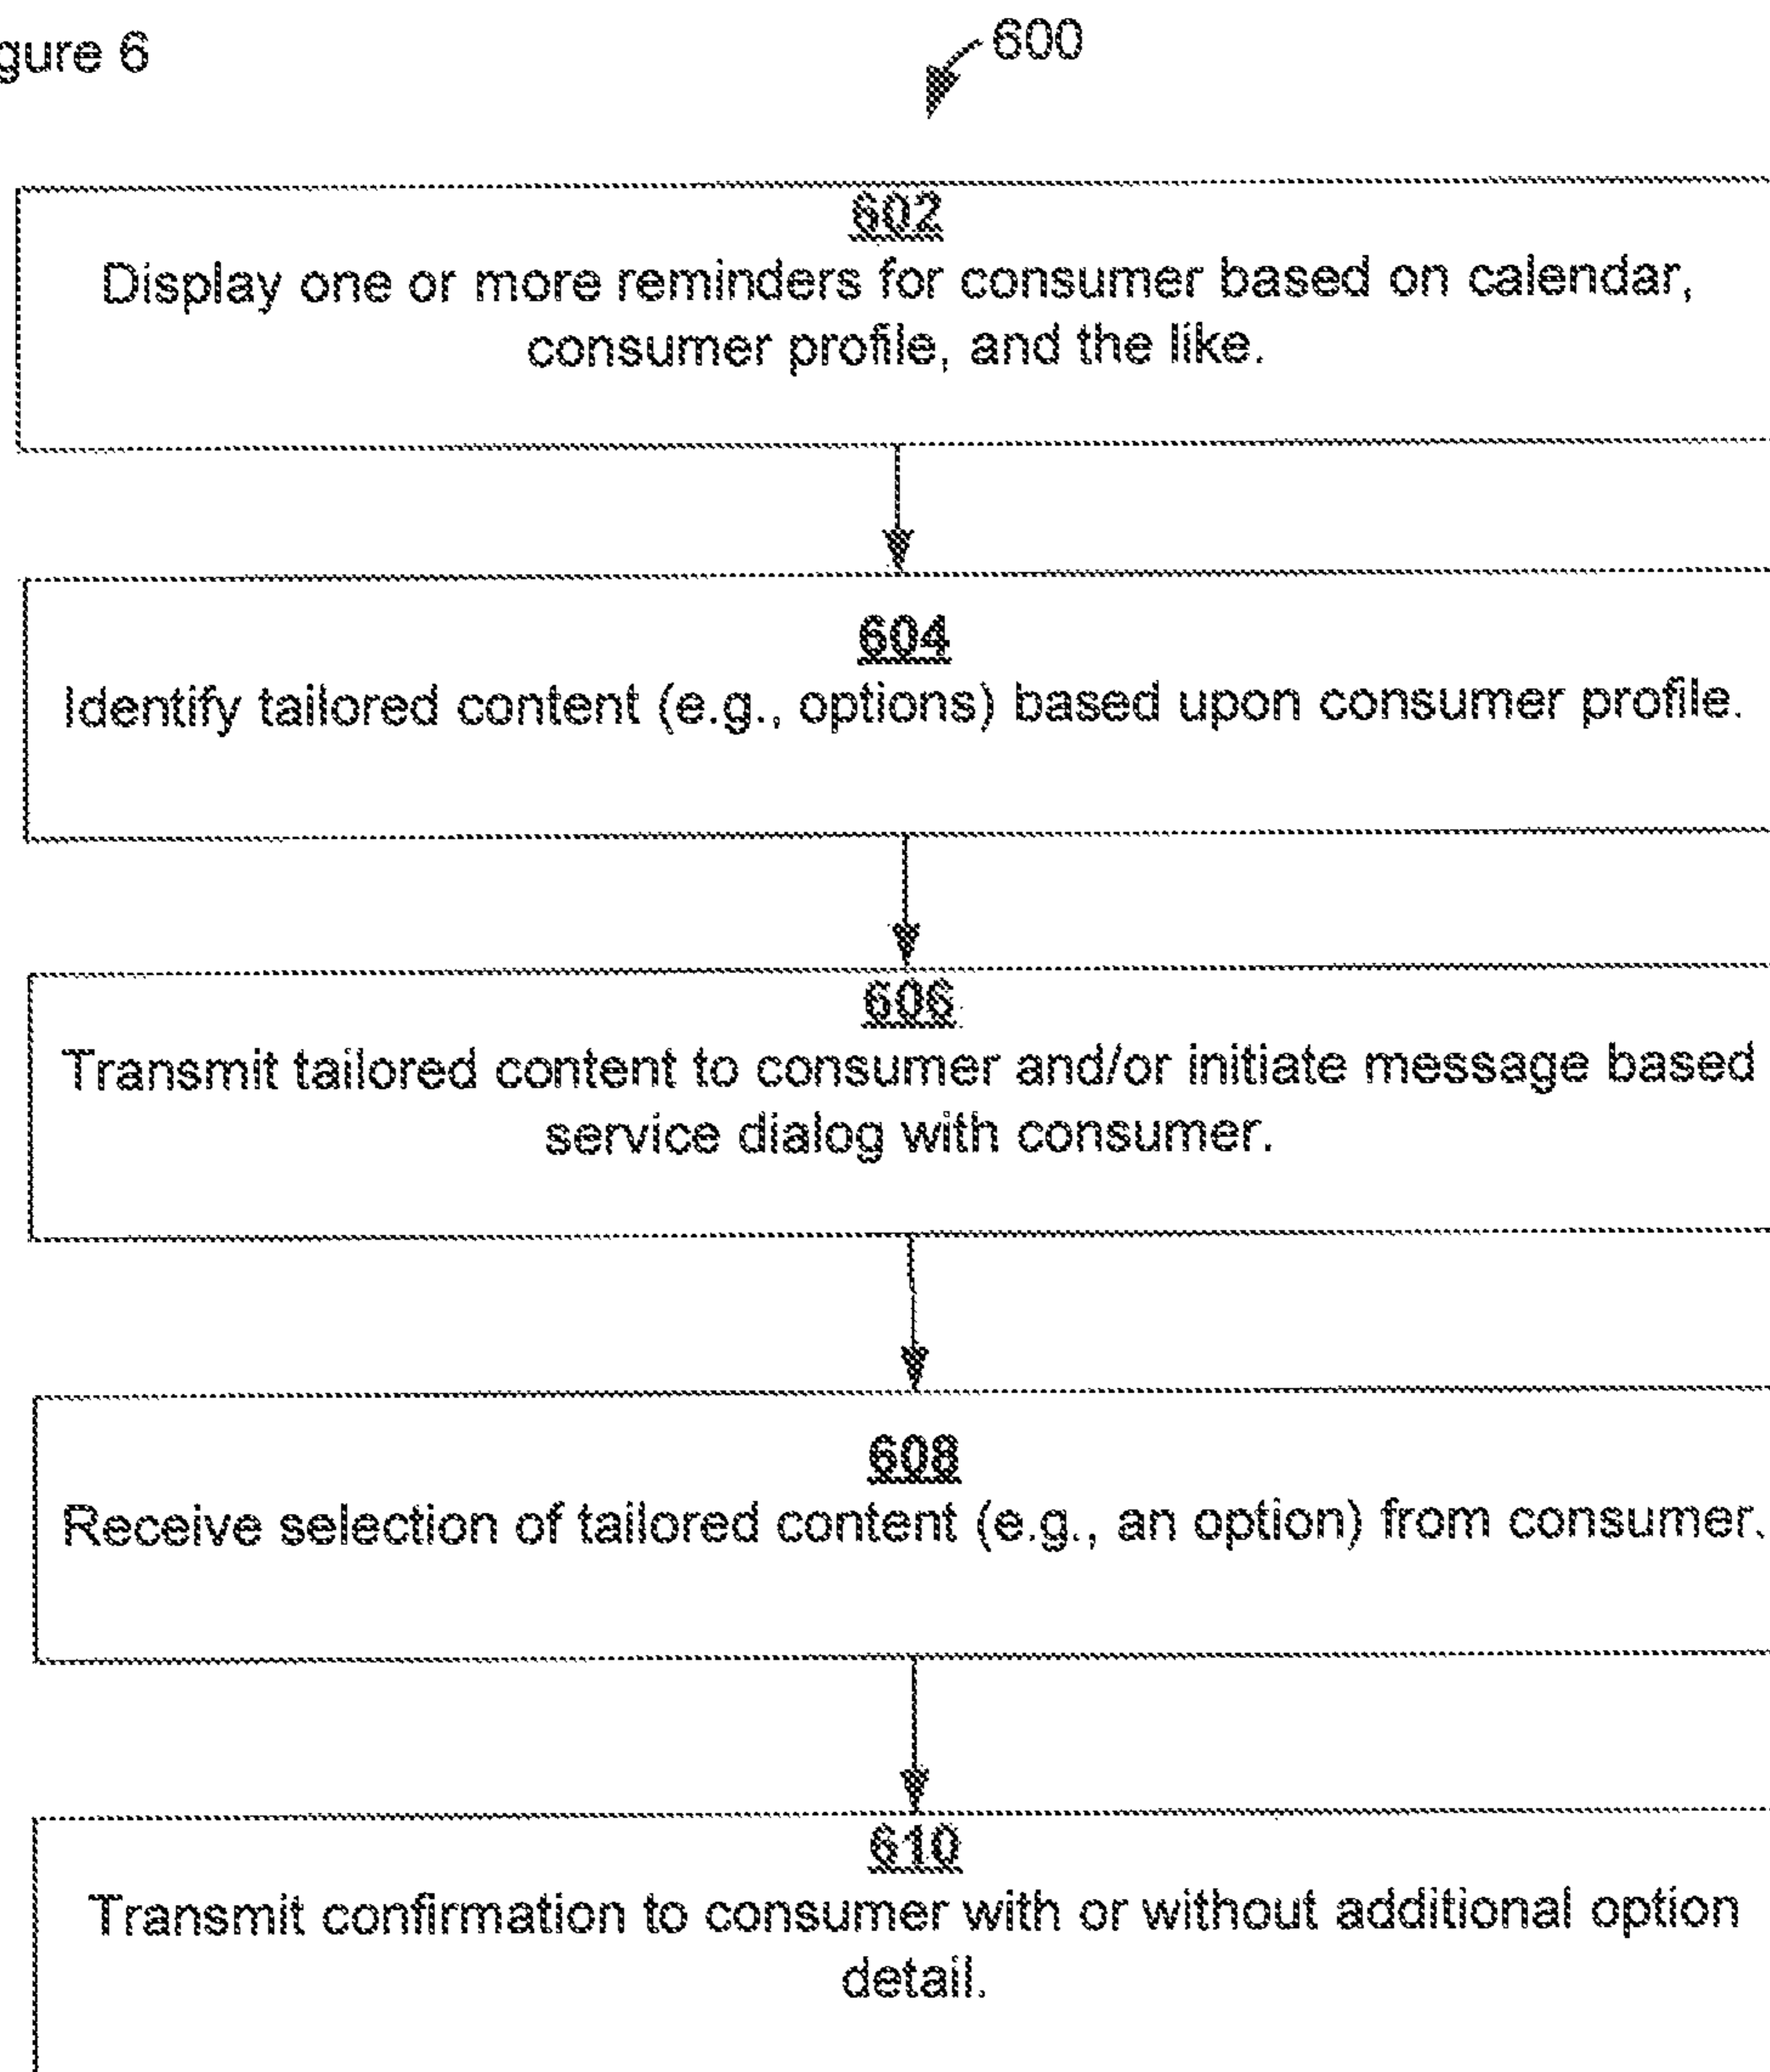 gure 6
600
602
Display one or more reminders for consumer based on calendar,
consumer profile, and the like.
604
Identify tailored content (e.g., options) based upon consumer profile.
606
Transmit tailored content to consumer and/or initiate message based
service dialog with consumer.
608
Receive selection of tailored content (e.g., an option) from consumer.
610
Transmit confirmation to consumer with or without additional option
detail.